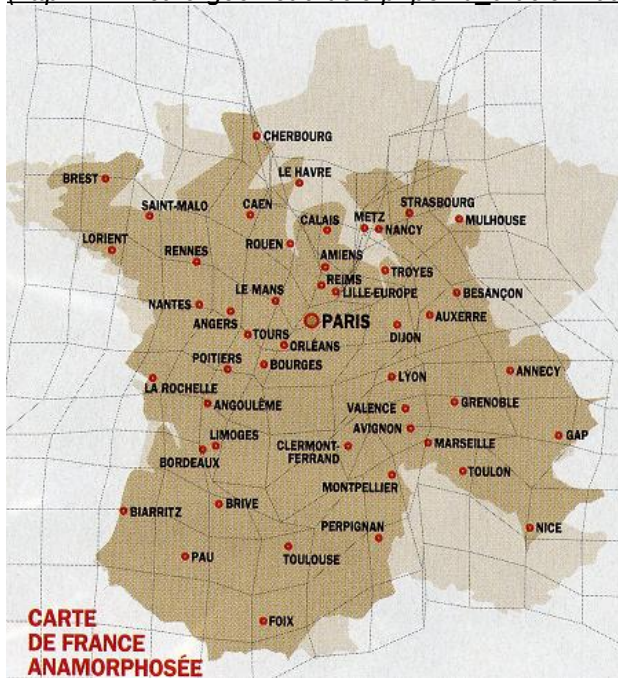 CHERBOURG
LE HAVRE
BREST
STRASBOURG
SAINT-MALO
CAEN
METZ
MULHOUSE
CALAIS
NANCY
LORIENT
ROUEN
RENNES
AMIENS
TROYES
REIMS
LILLE-EUROPE
BESANÇON
LE MANS
NANTES
ANGERS
AUXERRE
PARIS
DIJON
TOURS
ORLÉANS
POITIERS
BOURGES
ANNECY
LYON
LA ROCHELLE
GRENOBLE
ANGOULÊME
VALENCE
AVIGNON
GAP
LIMOGES
CLERMONT-
FERRAND
MARSEILLE
BORDEAUX
TOULON
MONTPELLIER
BRIVE
BIARRITZ
PERPIGNAN
NICE
PAU
TOULOUSE
FOIX
CARTE
DE FRANCE
ANAMORPHOSÉE